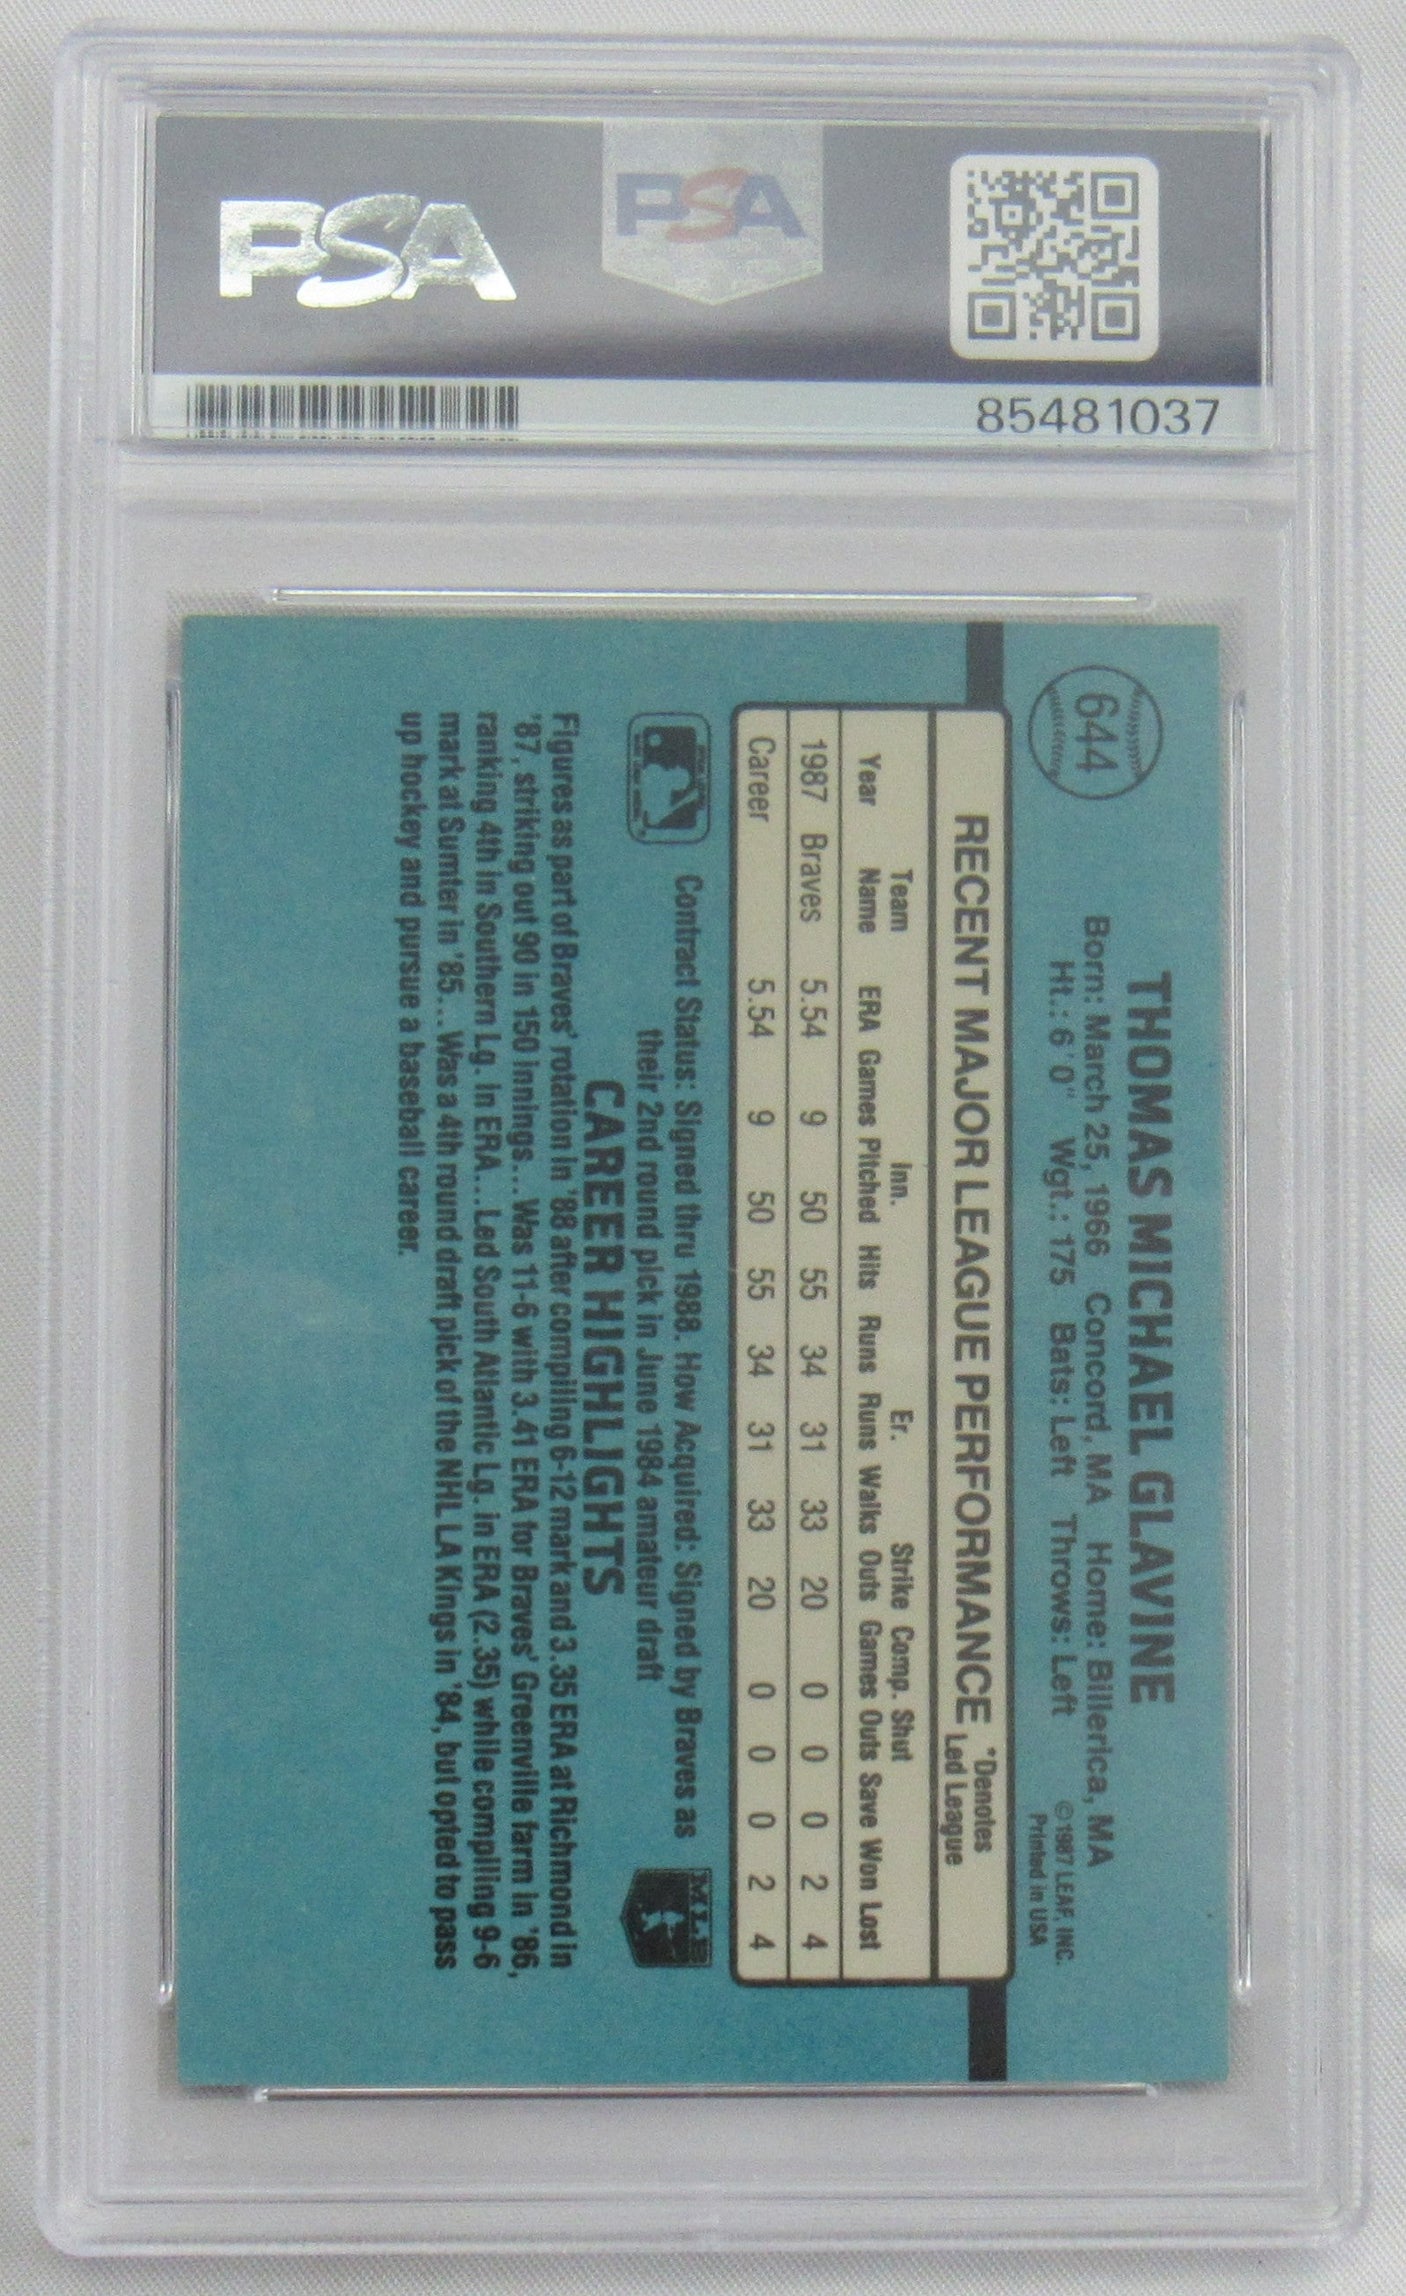 PSA
PSA
85481037
644
THOMAS MICHAEL GLAVINE
Born: March 25, 1966 Concord, MA Home: Billerica, MA
Ht.: 6'0" Wgt.: 175 Bats: Left Throws: Left
©1987 LEAF, INC.
Printed in USA
RECENT MAJOR LEAGUE PERFORMANCE
*Denotes
Led League
Team Inn. Er. Strike Comp. Shut
Year Name ERA Games Pitched Hits Runs Runs Walks Outs Games Outs Save Won Lost
1987 Braves 5.54 9 50 55 34 31 33 20 0 0 0 2 4
Career 5.54 9 50 55 34 31 33 20 0 0 0 2 4
Contract Status: Signed thru 1988. How Acquired: Signed by Braves as
their 2nd round pick in June 1984 amateur draft
MLB
CAREER HIGHLIGHTS
Figures as part of Braves' rotation in '88 after compiling 6-12 mark and 3.35 ERA at Richmond in
'87, striking out 90 in 150 innings... Was 11-6 with 3.41 ERA for Braves' Greenville farm in '86,
ranking 4th in Southern Lg. in ERA... Led South Atlantic Lg. in ERA (2.35) while compiling 9-6
mark at Sumter in '85... Was a 4th round draft pick of the NHL LA Kings in '84, but opted to pass
up hockey and pursue a baseball career.